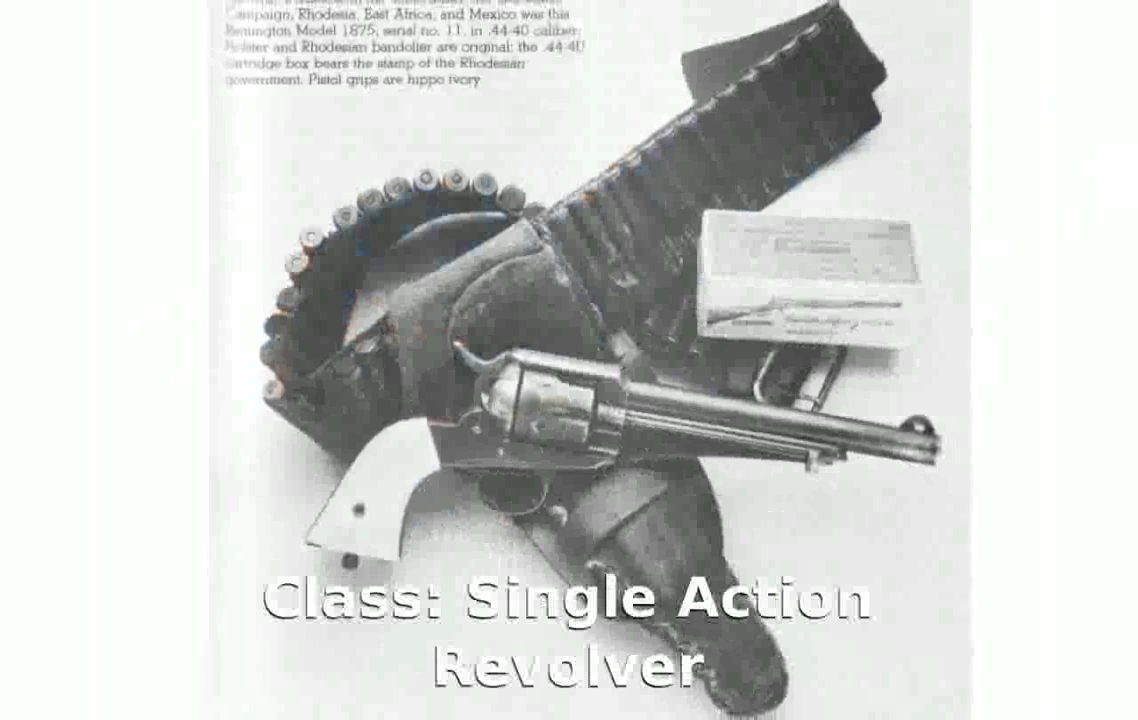 Campaign, Rhodesia, East Africa, and Mexico was this
Remington Model 1875, serial no. 11, in .44-40 caliber.
Holster and Rhodesian bandolier are original; the .44-40
cartridge box bears the stamp of the Rhodesian
government. Pistol grips are hippo ivory
Class: Single Action
Revolver